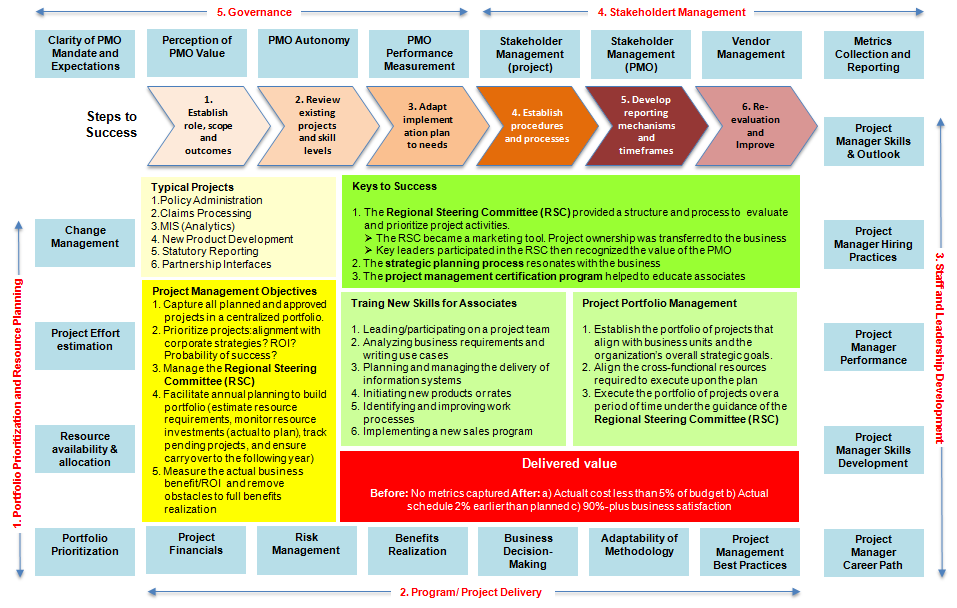 5. Governance
4. Stakeholdert Management
Clarity of PMO
Mandate and
Expectations
Perception of
PMO Value
PMO Autonomy
PMO
Performance
Measurement
Stakeholder
Management
(project)
Stakeholder
Management
(PMO)
Vendor
Management
Metrics
Collection and
Reporting
Steps to
Success
1.
Establish
role, scope
and
outcomes
2. Review
existing
projects
and skill
levels
3. Adapt
implement
ation plan
to needs
4. Establish
procedures
and processes
5. Develop
reporting
mechanisms
and
timeframes
6. Re-
evaluation
and
Improve
Project
Manager Skills
& Outlook
1. Portfolio Prioritization and Resource Planning
Change
Management
Project Effort
estimation
Resource
availability &
allocation
Portfolio
Prioritization
Typical Projects
1.Policy Administration
2.Claims Processing
3.MIS (Analytics)
4. New Product Development
5. Statutory Reporting
6. Partnership Interfaces
Keys to Success
1. The Regional Steering Committee (RSC) provided a structure and process to evaluate
and prioritize project activities.
➢ The RSC became a marketing tool. Project ownership was transferred to the business
➢ Key leaders participated in the RSC then recognized the value of the PMO
2. The strategic planning process resonates with the business
3. The project management certification program helped to educate associates
Project Management Objectives
1. Capture all planned and approved
projects in a centralized portfolio.
2. Prioritize projects: alignment with
corporate strategies? ROI?
Probability of success?
3. Manage the Regional Steering
Committee (RSC)
4. Facilitate annual planning to build
portfolio (estimate resource
requirements, monitor resource
investments (actual to plan), track
pending projects, and ensure
carryover to the following year)
5. Measure the actual business
benefit/ROI and remove
obstacles to full benefits
realization
Traing New Skills for Associates
1. Leading/participating on a project team
2. Analyzing business requirements and
writing use cases
3. Planning and managing the delivery of
information systems
4. Initiating new products or rates
5. Identifying and improving work
processes
6. Implementing a new sales program
Project Portfolio Management
1. Establish the portfolio of projects that
align with business units and the
organization's overall strategic goals.
2. Align the cross-functional resources
required to execute upon the plan
3. Execute the portfolio of projects over a
period of time under the guidance of the
Regional Steering Committee (RSC)
Delivered value
Before: No metrics captured After: a) Actualt cost less than 5% of budget b) Actual
schedule 2% earlier than planned c) 90%-plus business satisfaction
Project
Manager Hiring
Practices
Project
Manager
Performance
Project
Manager Skills
Development
Project
Manager
Career Path
3. Staff and Leadership Development
Project
Financials
Risk
Management
Benefits
Realization
Business
Decision-
Making
Adaptability of
Methodology
Project
Management
Best Practices
2. Program/ Project Delivery